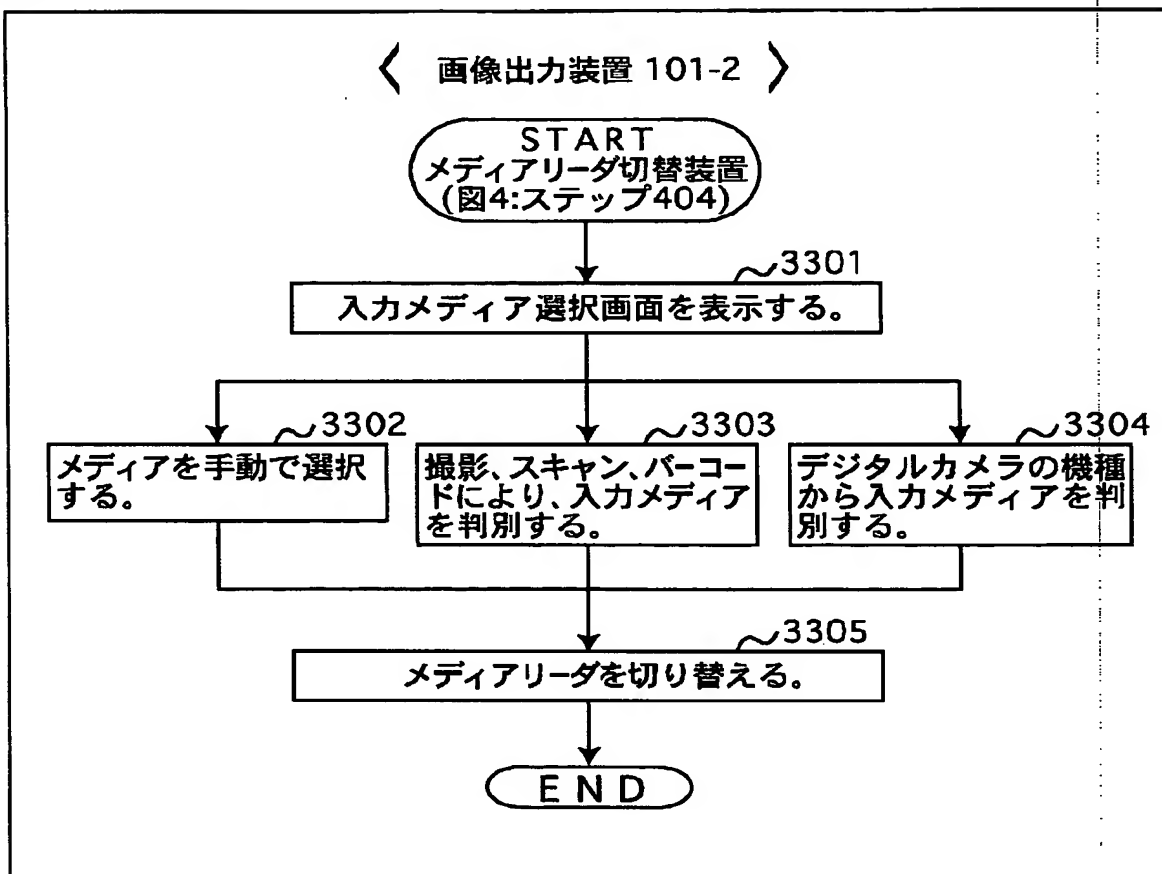 〈 画像出力装置 101-2 〉
START
メディアリーダ切替装置
(図4:ステップ404)
3301
入力メディア選択画面を表示する。
3302
メディアを手動で選択
する。
3303
撮影、スキャン、バーコー
ドにより、入力メディア
を判別する。
3304
デジタルカメラの機種
から入力メディアを判
別する。
3305
メディアリーダを切り替える。
END